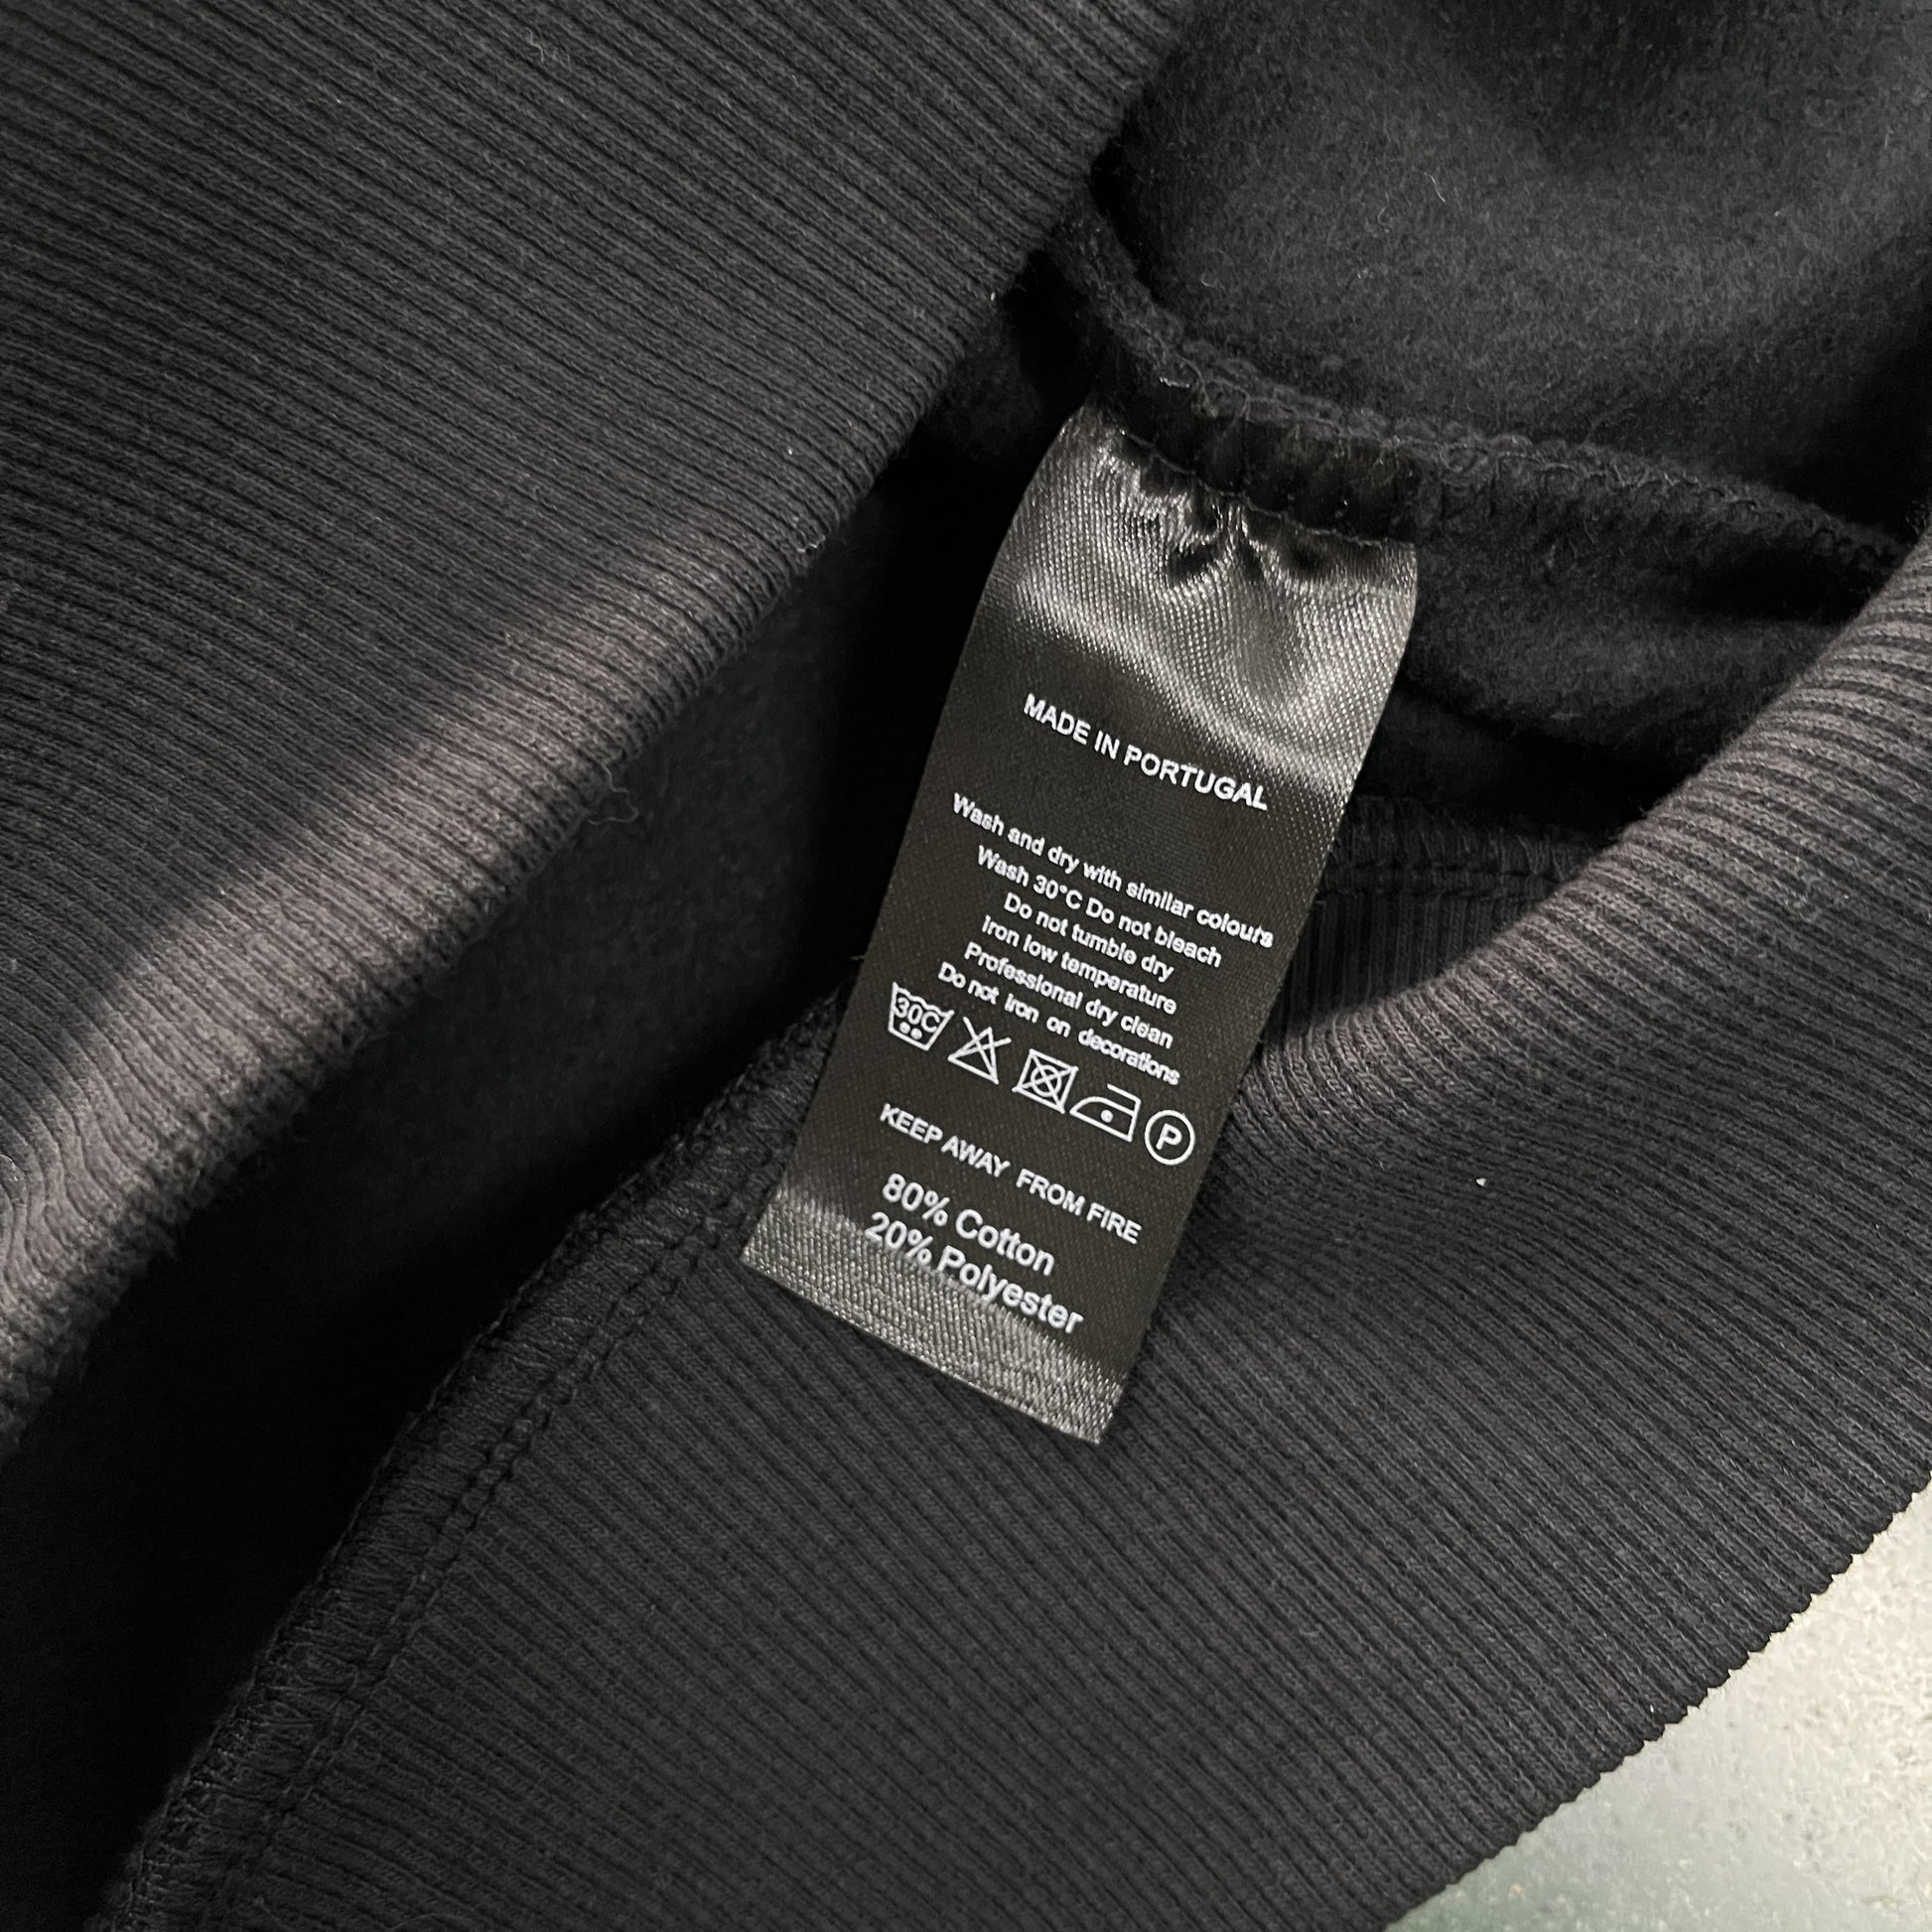 MADE IN PORTUGAL
Wash and dry with similar colours
Wash 30°C Do not bleach
Do not tumble dry
Iron low temperature
Professional dry clean
Do not iron on decorations
30C P
KEEP AWAY FROM FIRE
80% Cotton
20% Polyester